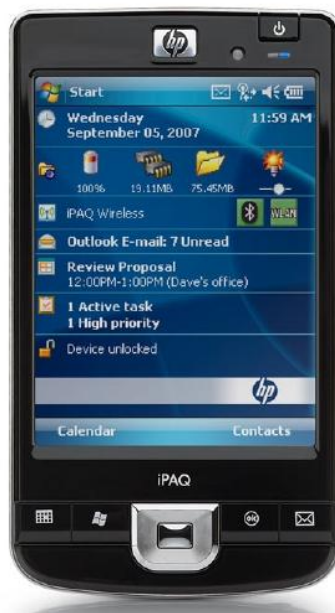 hp
Start
Wednesday 11:59 AM
September 05, 2007
100% 19.11MB 75.45MB
iPAQ Wireless WLAN
Outlook E-mail: 7 Unread
Review Proposal
12:00PM-1:00PM (Dave's office)
1 Active task
1 High priority
Device unlocked
hp
Calendar Contacts
iPAQ
ok